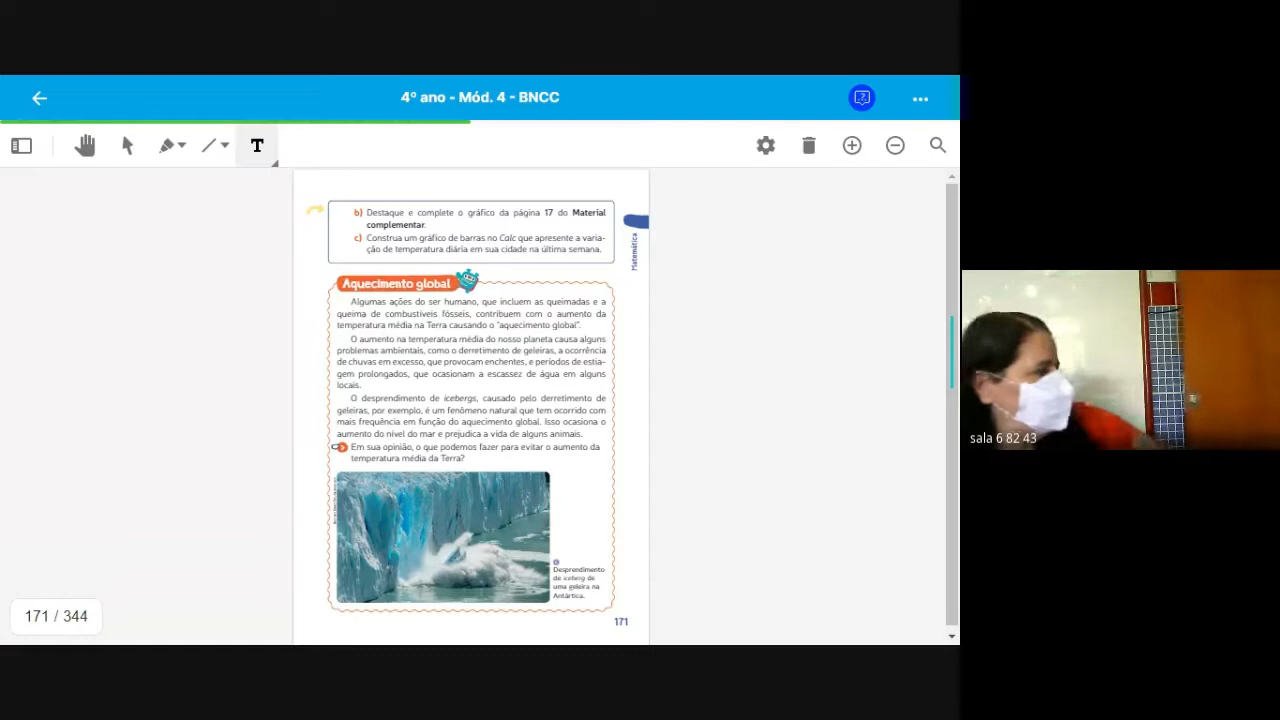 4º ano - Mód. 4 - BNCC
T
b) Destaque e complete o gráfico da página 17 do Material
complementar.
c) Construa um gráfico de barras no Calc que apresente a varia-
ção de temperatura diária em sua cidade na última semana.
Matemática
Aquecimento global
Algumas ações do ser humano, que incluem as queimadas e a
queima de combustíveis fósseis, contribuem com o aumento da
temperatura média na Terra causando o "aquecimento global".
O aumento na temperatura média do nosso planeta causa alguns
problemas ambientais, como o derretimento de geleiras, a ocorrência
de chuvas em excesso, que provocam enchentes, e períodos de estia-
gem prolongados, que ocasionam a escassez de água em alguns
locais.
O desprendimento de icebergs, causado pelo derretimento de
geleiras, por exemplo, é um fenômeno natural que tem ocorrido com
mais frequência em função do aquecimento global. Isso ocasiona o
aumento do nível do mar e prejudica a vida de alguns animais.
Em sua opinião, o que podemos fazer para evitar o aumento da
temperatura média da Terra?
Desprendimento
de iceberg de
uma geleira na
Antártica.
171
171 / 344
sala 6 82 43